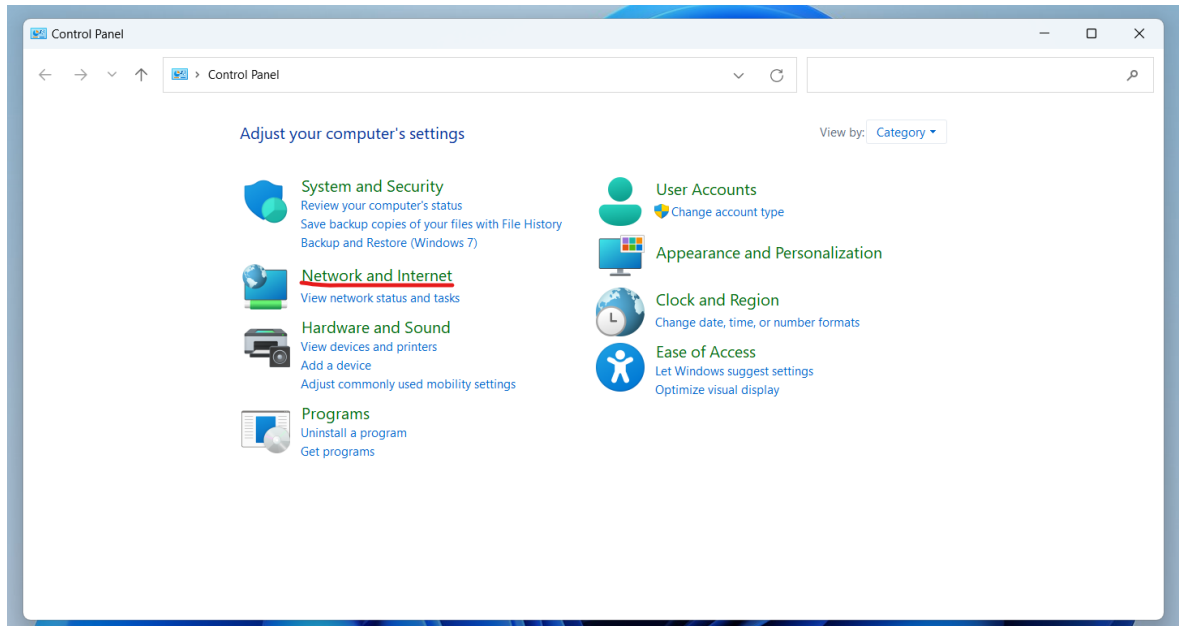 Control Panel
Control Panel
Adjust your computer's settings
View by: Category
System and Security
Review your computer's status
Save backup copies of your files with File History
Backup and Restore (Windows 7)
Network and Internet
View network status and tasks
Hardware and Sound
View devices and printers
Add a device
Adjust commonly used mobility settings
Programs
Uninstall a program
Get programs
User Accounts
Change account type
Appearance and Personalization
Clock and Region
Change date, time, or number formats
Ease of Access
Let Windows suggest settings
Optimize visual display